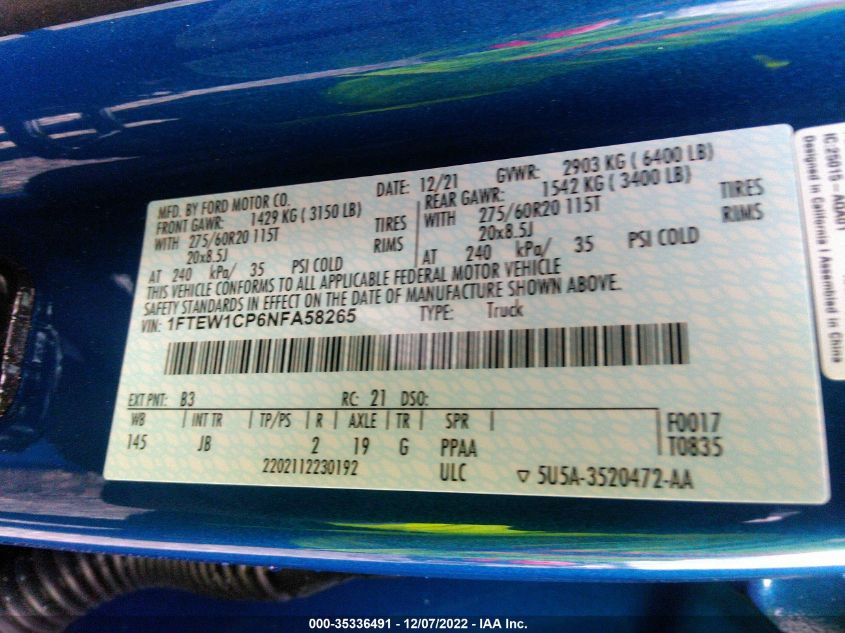 MFD. BY FORD MOTOR CO.
DATE: 12/21 GVWR: 2903 KG ( 6400 LB)
FRONT GAWR: 1429 KG ( 3150 LB)
WITH 275/60R20 115T TIRES
20x8.5J RIMS
AT 240 kPa/ 35 PSI COLD
REAR GAWR: 1542 KG ( 3400 LB)
WITH 275/60R20 115T TIRES
20x8.5J RIMS
AT 240 kPa/ 35 PSI COLD
THIS VEHICLE CONFORMS TO ALL APPLICABLE FEDERAL MOTOR VEHICLE
SAFETY STANDARDS IN EFFECT ON THE DATE OF MANUFACTURE SHOWN ABOVE.
VIN: 1FTEW1CP6NFA58265 TYPE: Truck
EXT PNT: B3 RC: 21 DSO:
WB INT TR TP/PS R AXLE TR SPR F0017
145 JB 2 19 G PPAA T0835
2202112230192 ULC 5U5A-3520472-AA
IC:25015-ADA01
Designed in California | Assembled in China
000-35336491 - 12/07/2022 - IAA Inc.